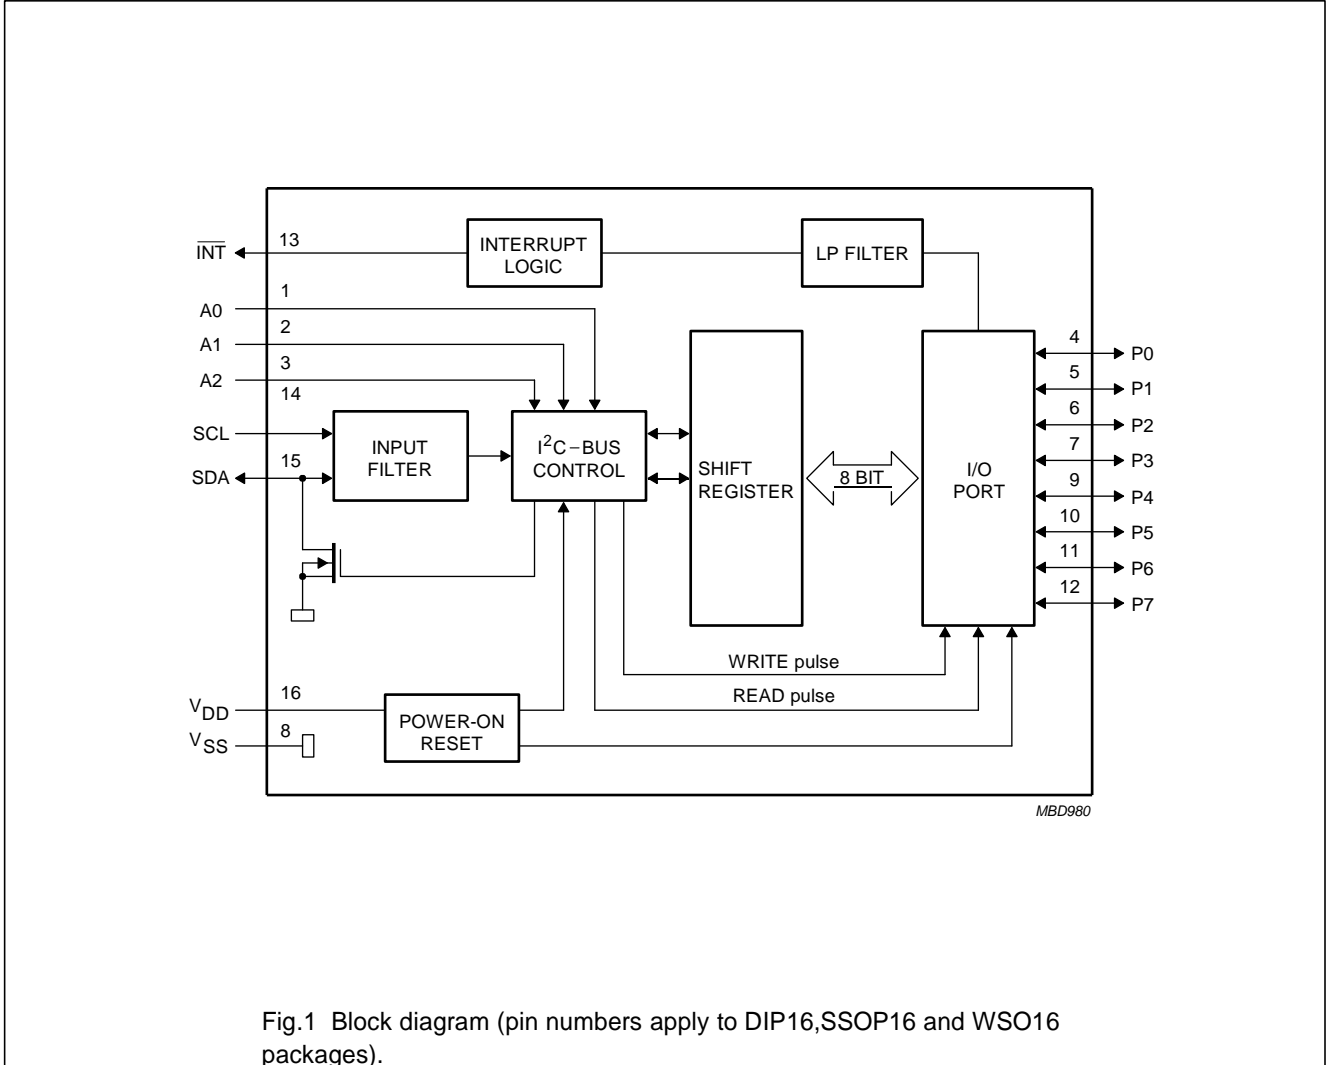 INT
13
INTERRUPT
LOGIC
LP FILTER
A0
1
A1
2
A2
3
14
SCL
SDA
15
INPUT
FILTER
I2C–BUS
CONTROL
SHIFT
REGISTER
8 BIT
I/O
PORT
4
P0
5
P1
6
P2
7
P3
9
P4
10
P5
11
P6
12
P7
WRITE pulse
READ pulse
VDD
16
VSS
8
POWER-ON
RESET
MBD980
Fig.1 Block diagram (pin numbers apply to DIP16,SSOP16 and WSO16
packages).